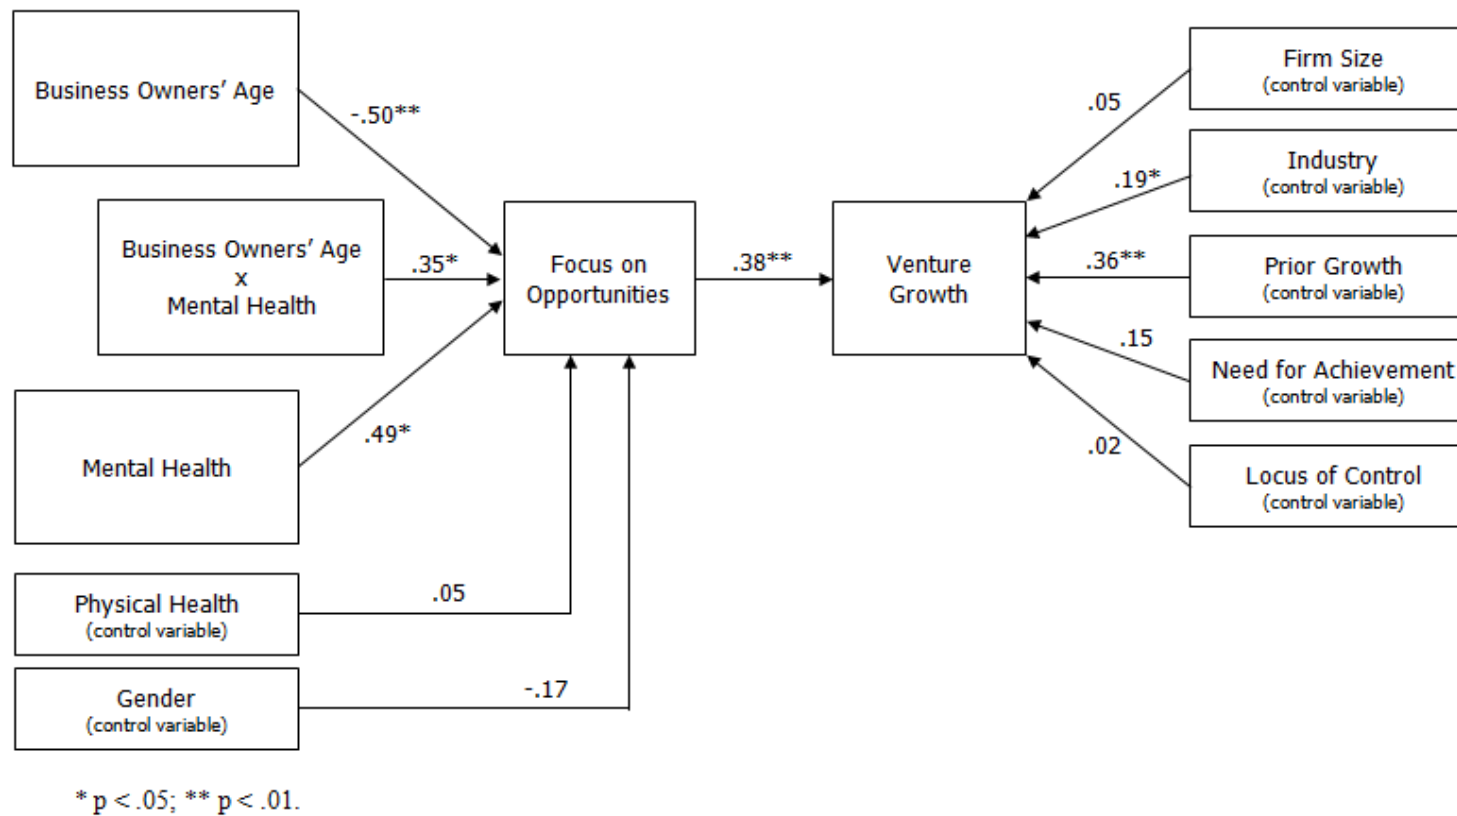 Business Owners' Age
-.50**
Business Owners' Age
x
Mental Health
.35*
Mental Health
.49*
Physical Health
(control variable)
.05
Gender
(control variable)
-.17
Focus on
Opportunities
.38**
Venture
Growth
Firm Size
(control variable)
.05
Industry
(control variable)
.19*
Prior Growth
(control variable)
.36**
Need for Achievement
(control variable)
.15
Locus of Control
(control variable)
.02
* p < .05; ** p < .01.